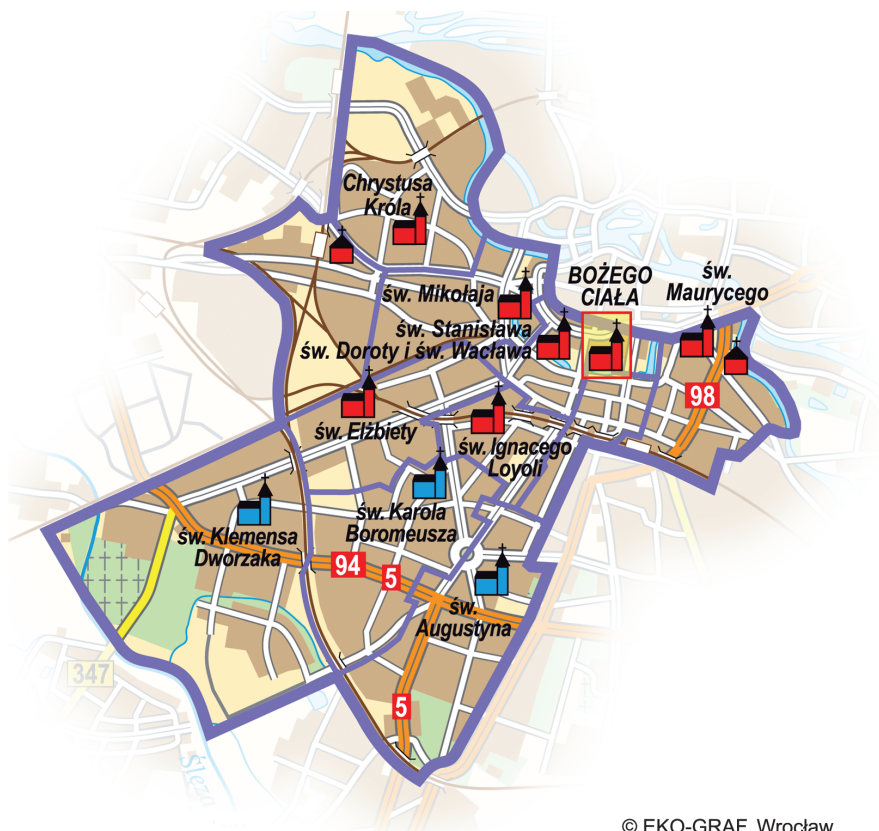 Chrystusa
Króla
BOŻEGO
CIAŁA
św.
Maurycego
św. Mikołaja
św. Stanisława
św. Doroty i św. Wacława
98
św. Elżbiety
św. Ignacego
Loyoli
św. Karola
Boromeusza
św. Klemensa
Dworzaka
94
5
św.
Augustyna
347
5
Ślęza
© EKO-GRAF, Wrocław